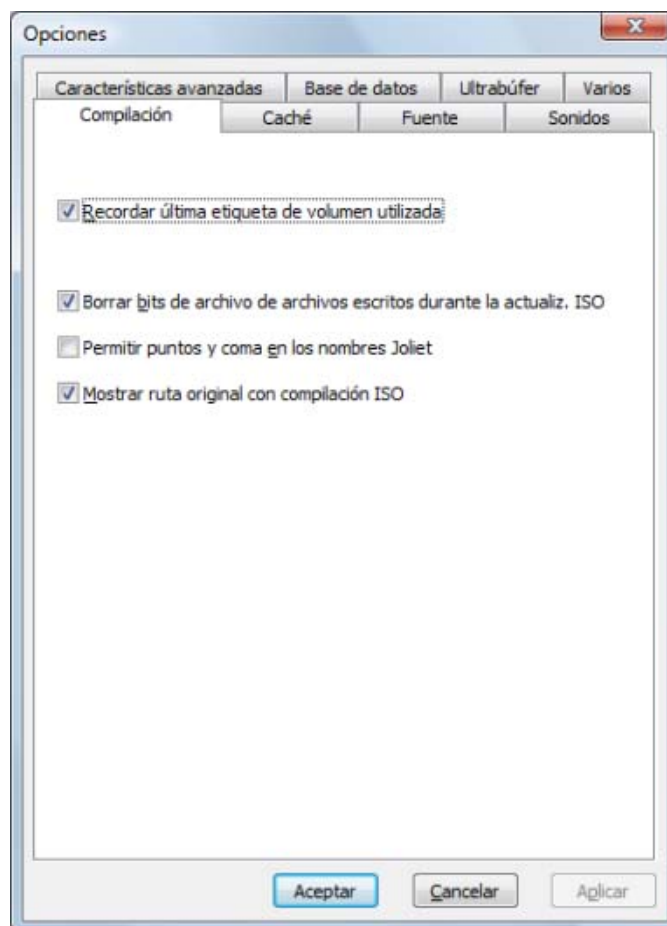 Opciones
Características avanzadas Base de datos Ultrabúfer Varios
Compilación Caché Fuente Sonidos
Recordar última etiqueta de volumen utilizada
Borrar bits de archivo de archivos escritos durante la actualiz. ISO
Permitir puntos y coma en los nombres Joliet
Mostrar ruta original con compilación ISO
Aceptar Cancelar Aplicar